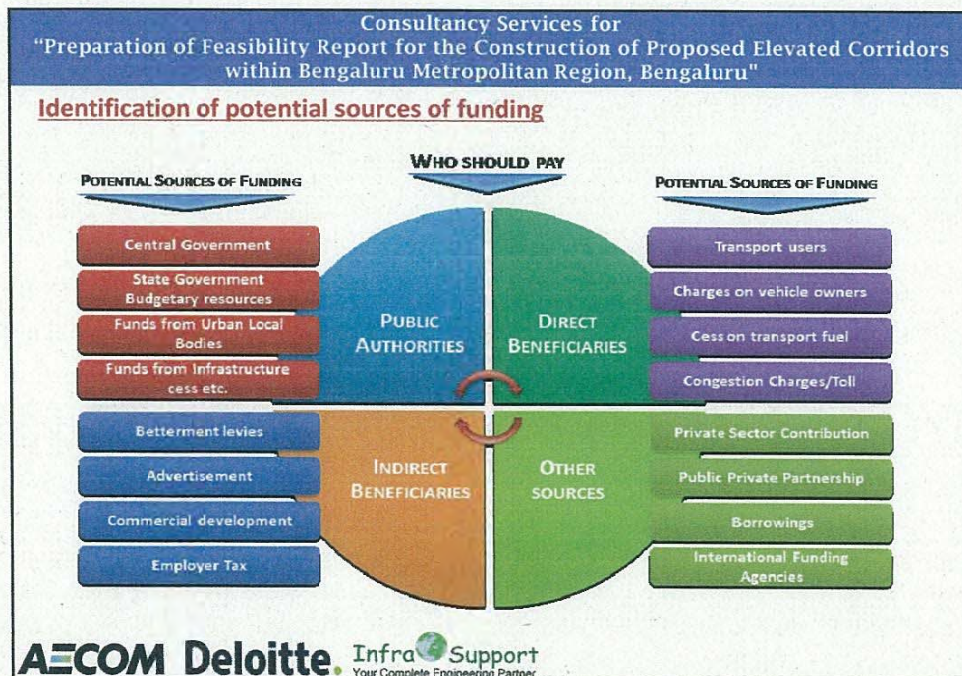 Consultancy Services for
"Preparation of Feasibility Report for the Construction of Proposed Elevated Corridors
within Bengaluru Metropolitan Region, Bengaluru"
Identification of potential sources of funding
WHO SHOULD PAY
POTENTIAL SOURCES OF FUNDING
Central Government
State Government
Budgetary resources
Funds from Urban Local
Bodies
Funds from Infrastructure
cess etc.
Betterment levies
Advertisement
Commercial development
Employer Tax
PUBLIC
AUTHORITIES
DIRECT
BENEFICIARIES
INDIRECT
BENEFICIARIES
OTHER
SOURCES
POTENTIAL SOURCES OF FUNDING
Transport users
Charges on vehicle owners
Cess on transport fuel
Congestion Charges/Toll
Private Sector Contribution
Public Private Partnership
Borrowings
International Funding
Agencies
AECOM Deloitte. Infra Support
Your Complete Engineering Partner